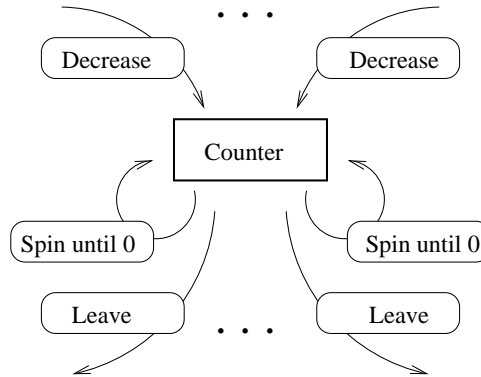 . . .
Decrease
Decrease
Counter
Spin until 0
Spin until 0
Leave
Leave
. . .